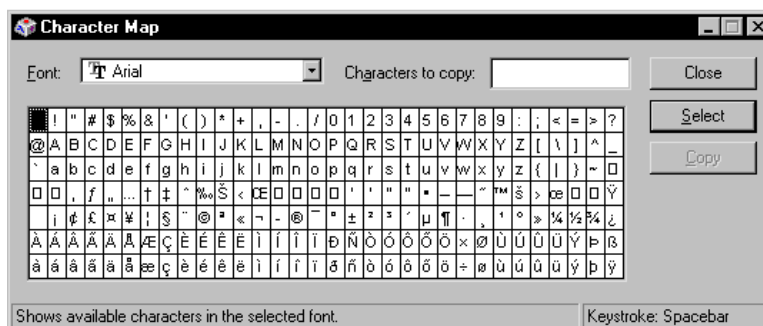 Character Map
Font: Arial Characters to copy: Close
! " # $ % & ' ( ) * + , - . / 0 1 2 3 4 5 6 7 8 9 : ; < = > ?
Select
@ A B C D E F G H I J K L M N O P Q R S T U V W X Y Z [ \ ] ^ _
` a b c d e f g h i j k l m n o p q r s t u v w x y z { | } ~ □
Copy
□ □ ‚ ƒ „ … † ‡ ˆ ‰ Š ‹ Œ □ □ □ □ ' ' " " • – — ˜ ™ š › œ □ □ Ÿ
¡ ¢ £ ¤ ¥ ¦ § ¨ © ª « ¬ - ® ¯ ° ± ² ³ ´ µ ¶ · ¸ ¹ º » ¼ ½ ¾ ¿
À Á Â Ã Ä Å Æ Ç È É Ê Ë Ì Í Î Ï Ð Ñ Ò Ó Ô Õ Ö × Ø Ù Ú Û Ü Ý Þ ß
à á â ã ä å æ ç è é ê ë ì í î ï ð ñ ò ó ô õ ö ÷ ø ù ú û ü ý þ ÿ
Shows available characters in the selected font. Keystroke: Spacebar